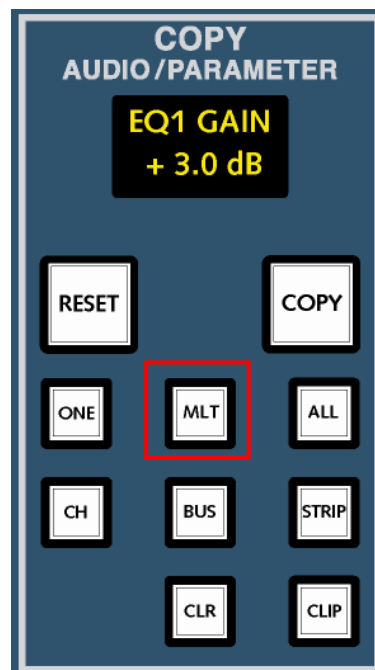 COPY
AUDIO/PARAMETER
EQ1 GAIN
+ 3.0 dB
RESET
COPY
ONE
MLT
ALL
CH
BUS
STRIP
CLR
CLIP